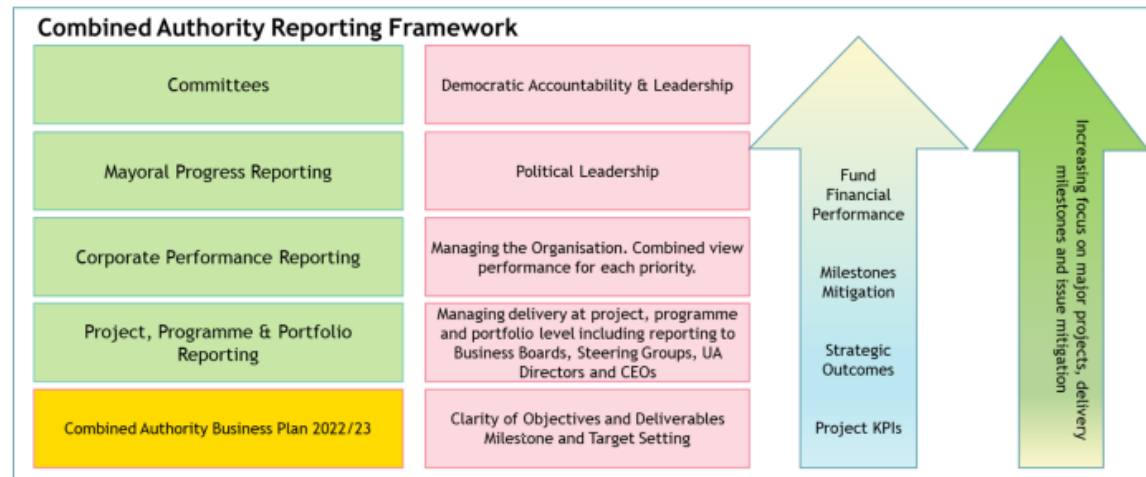 Combined Authority Reporting Framework
Committees
Democratic Accountability & Leadership
Mayoral Progress Reporting
Political Leadership
Corporate Performance Reporting
Managing the Organisation. Combined view
performance for each priority.
Project, Programme & Portfolio
Reporting
Managing delivery at project, programme
and portfolio level including reporting to
Business Boards, Steering Groups, UA
Directors and CEOs
Combined Authority Business Plan 2022/23
Clarity of Objectives and Deliverables
Milestone and Target Setting
Fund
Financial
Performance
Milestones
Mitigation
Strategic
Outcomes
Project KPIs
Increasing focus on major projects, delivery
milestones and issue mitigation